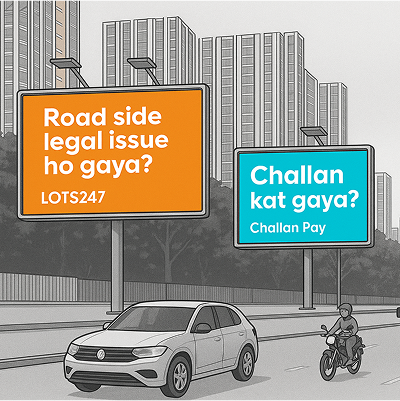 Road side
legal issue
ho gaya?
LOTS247
Challan
kat gaya?
Challan Pay